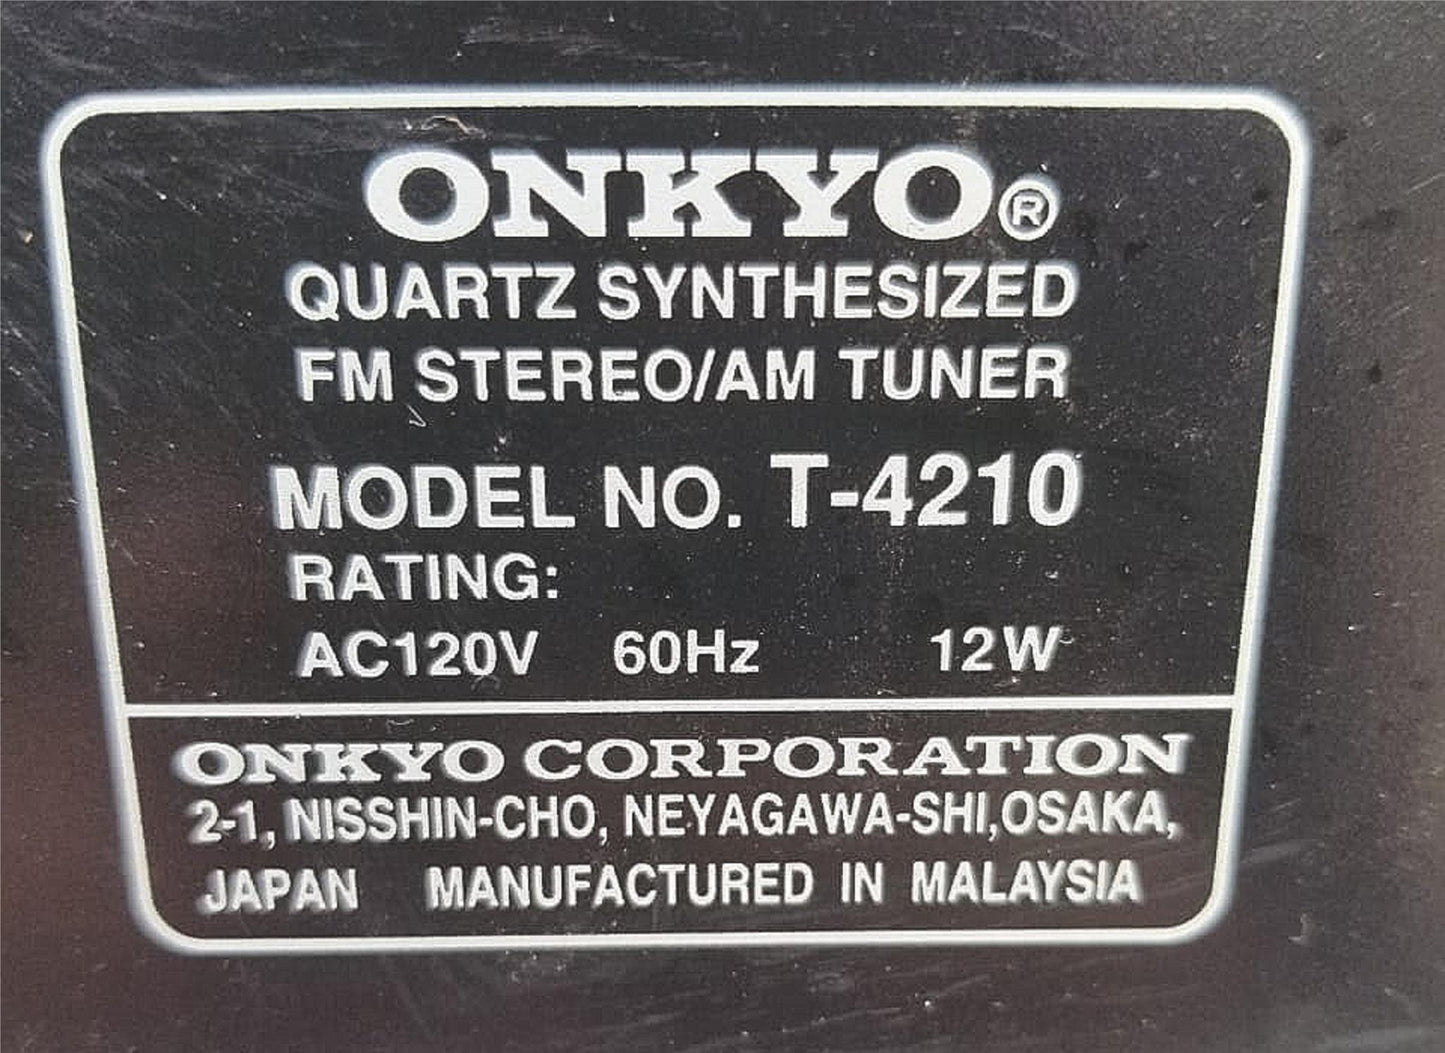 ONKYO®
QUARTZ SYNTHESIZED
FM STEREO/AM TUNER
MODEL NO. T-4210
RATING:
AC120V 60Hz 12W
ONKYO CORPORATION
2-1, NISSHIN-CHO, NEYAGAWA-SHI,OSAKA,
JAPAN MANUFACTURED IN MALAYSIA